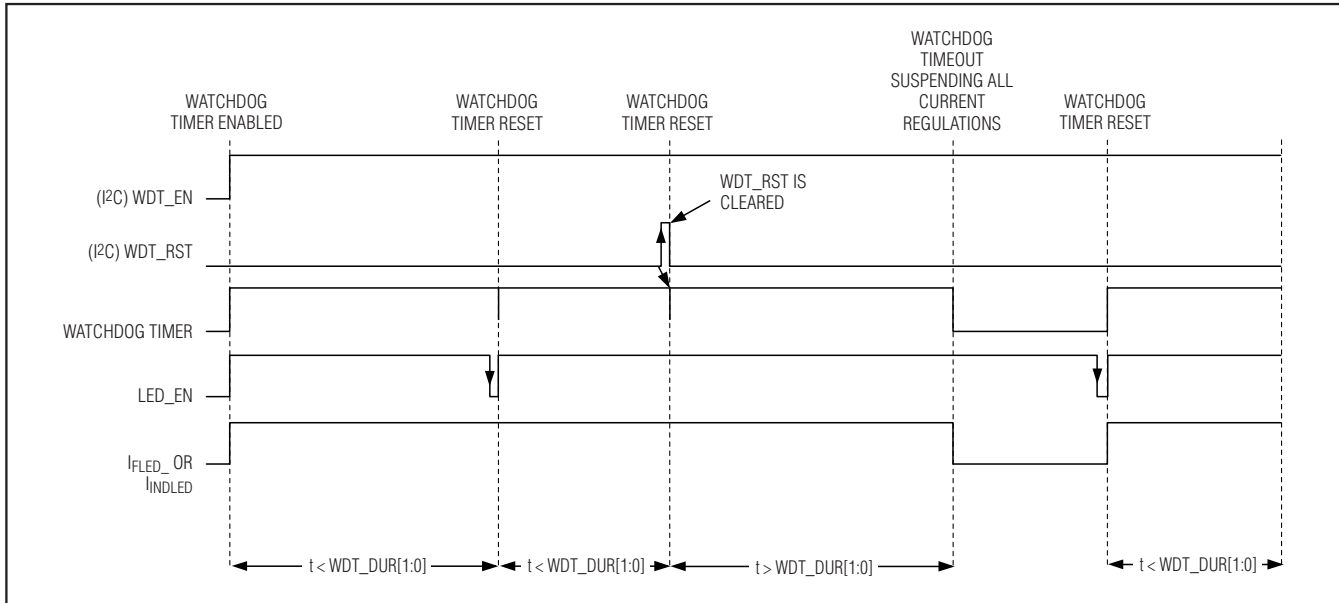 WATCHDOG
TIMER ENABLED
WATCHDOG
TIMER RESET
WATCHDOG
TIMER RESET
WATCHDOG
TIMEOUT
SUSPENDING ALL
CURRENT
REGULATIONS
WATCHDOG
TIMER RESET
(I²C) WDT_EN
WDT_RST IS
CLEARED
(I²C) WDT_RST
WATCHDOG TIMER
LED_EN
IFLED_ OR
IINDLED
t < WDT_DUR[1:0]
t < WDT_DUR[1:0]
t > WDT_DUR[1:0]
t < WDT_DUR[1:0]